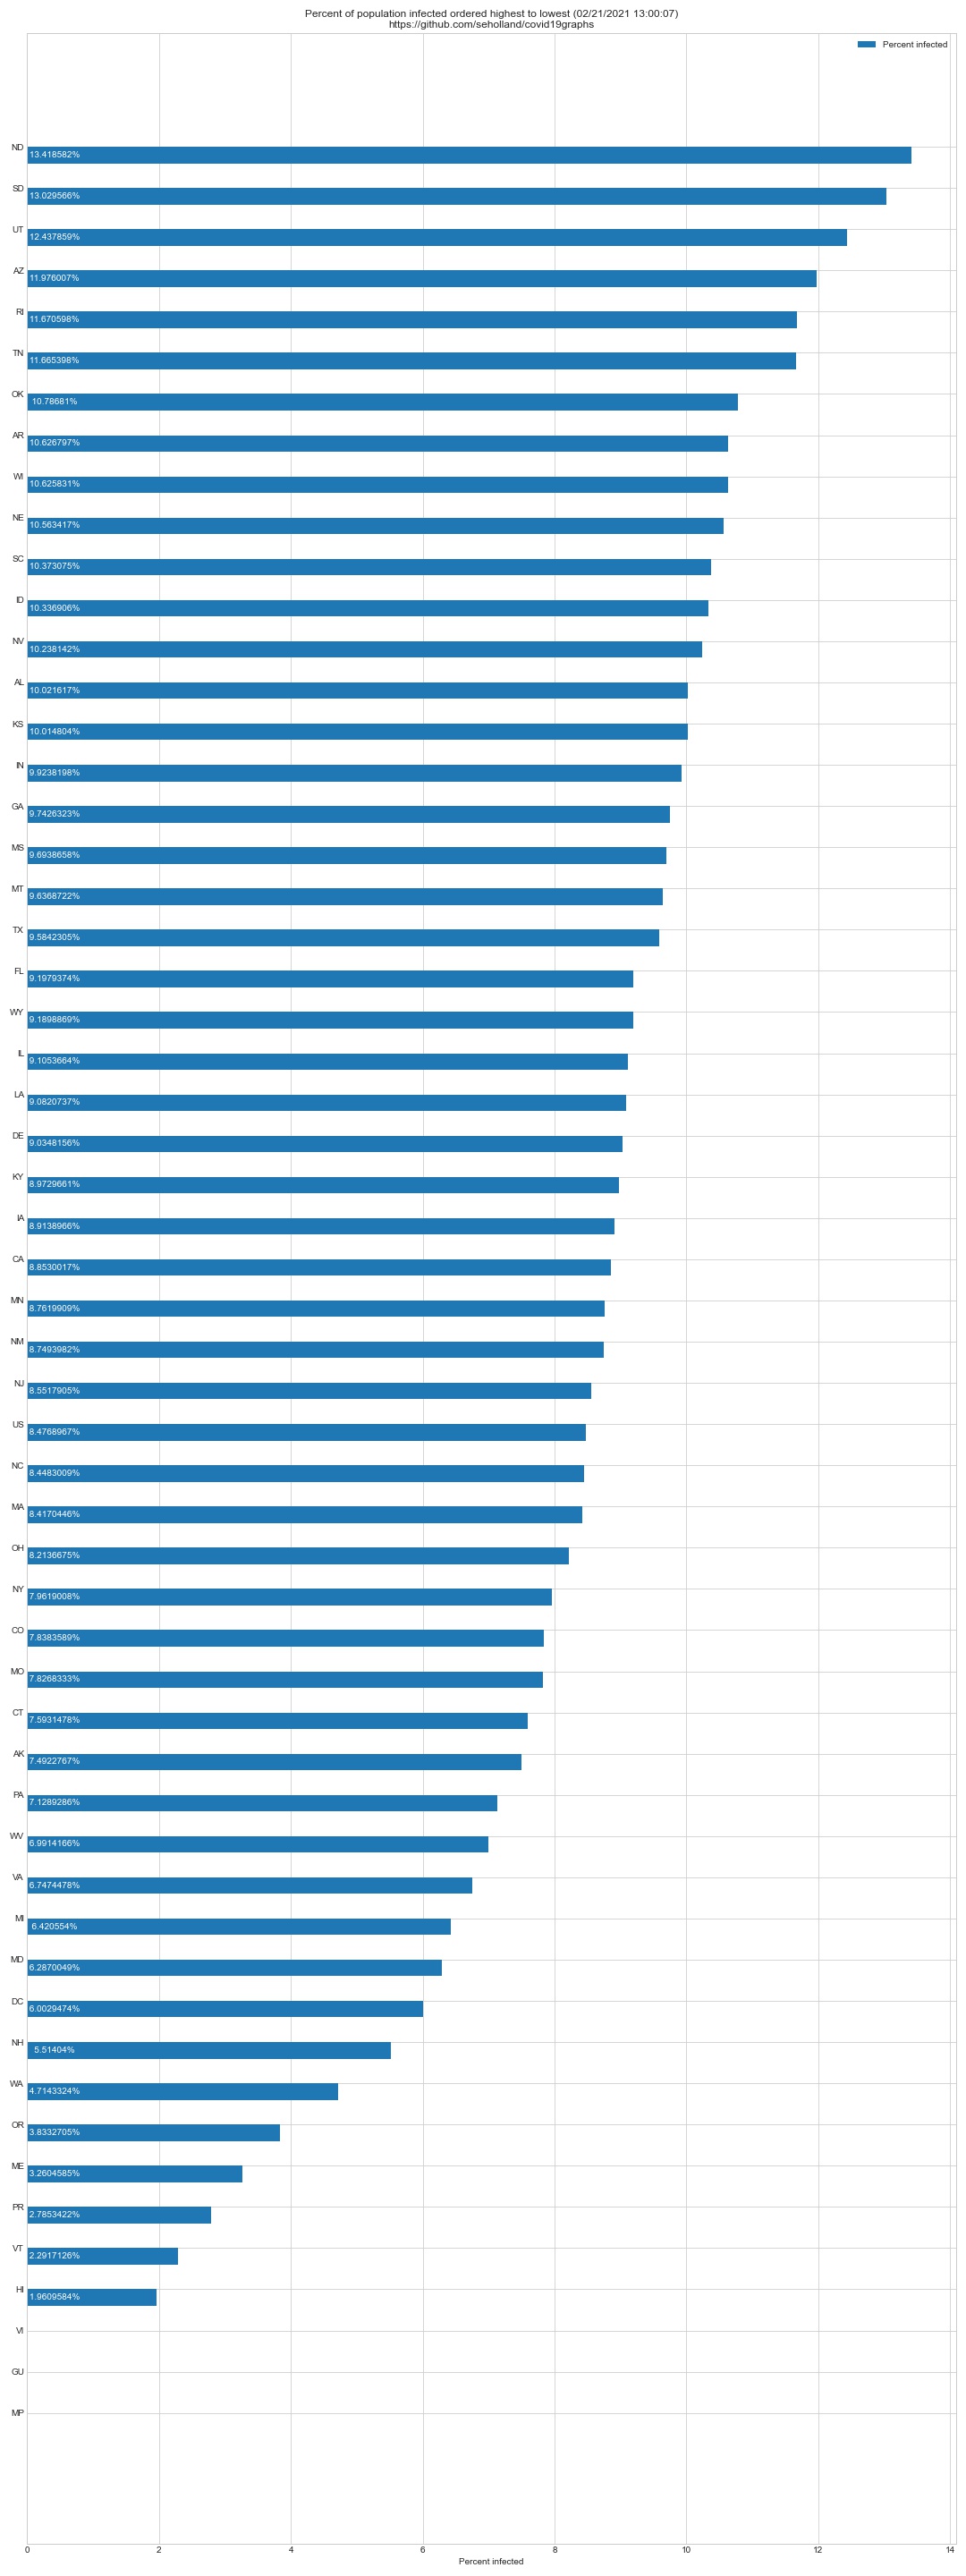 Percent of population infected ordered highest to lowest (02/21/2021 13:00:07)
https://github.com/seholland/covid19graphs
Percent infected
ND 13.418582%
SD 13.029566%
UT 12.437859%
AZ 11.976007%
RI 11.670598%
TN 11.665398%
OK 10.78681%
AR 10.626797%
WI 10.625831%
NE 10.563417%
SC 10.373075%
ID 10.336906%
NV 10.238142%
AL 10.021617%
KS 10.014804%
IN 9.9238198%
GA 9.7426323%
MS 9.6938658%
MT 9.6368722%
TX 9.5842305%
FL 9.1979374%
WY 9.1898869%
IL 9.1053664%
LA 9.0820737%
DE 9.0348156%
KY 8.9729661%
IA 8.9138966%
CA 8.8530017%
MN 8.7619909%
NM 8.7493982%
NJ 8.5517905%
US 8.4768967%
NC 8.4483009%
MA 8.4170446%
OH 8.2136675%
NY 7.9619008%
CO 7.8383589%
MO 7.8268333%
CT 7.5931478%
AK 7.4922767%
PA 7.1289286%
WV 6.9914166%
VA 6.7474478%
MI 6.420554%
MD 6.2870049%
DC 6.0029474%
NH 5.51404%
WA 4.7143324%
OR 3.8332705%
ME 3.2604585%
PR 2.7853422%
VT 2.2917126%
HI 1.9609584%
VI
GU
MP
0 2 4 6 8 10 12 14
Percent infected